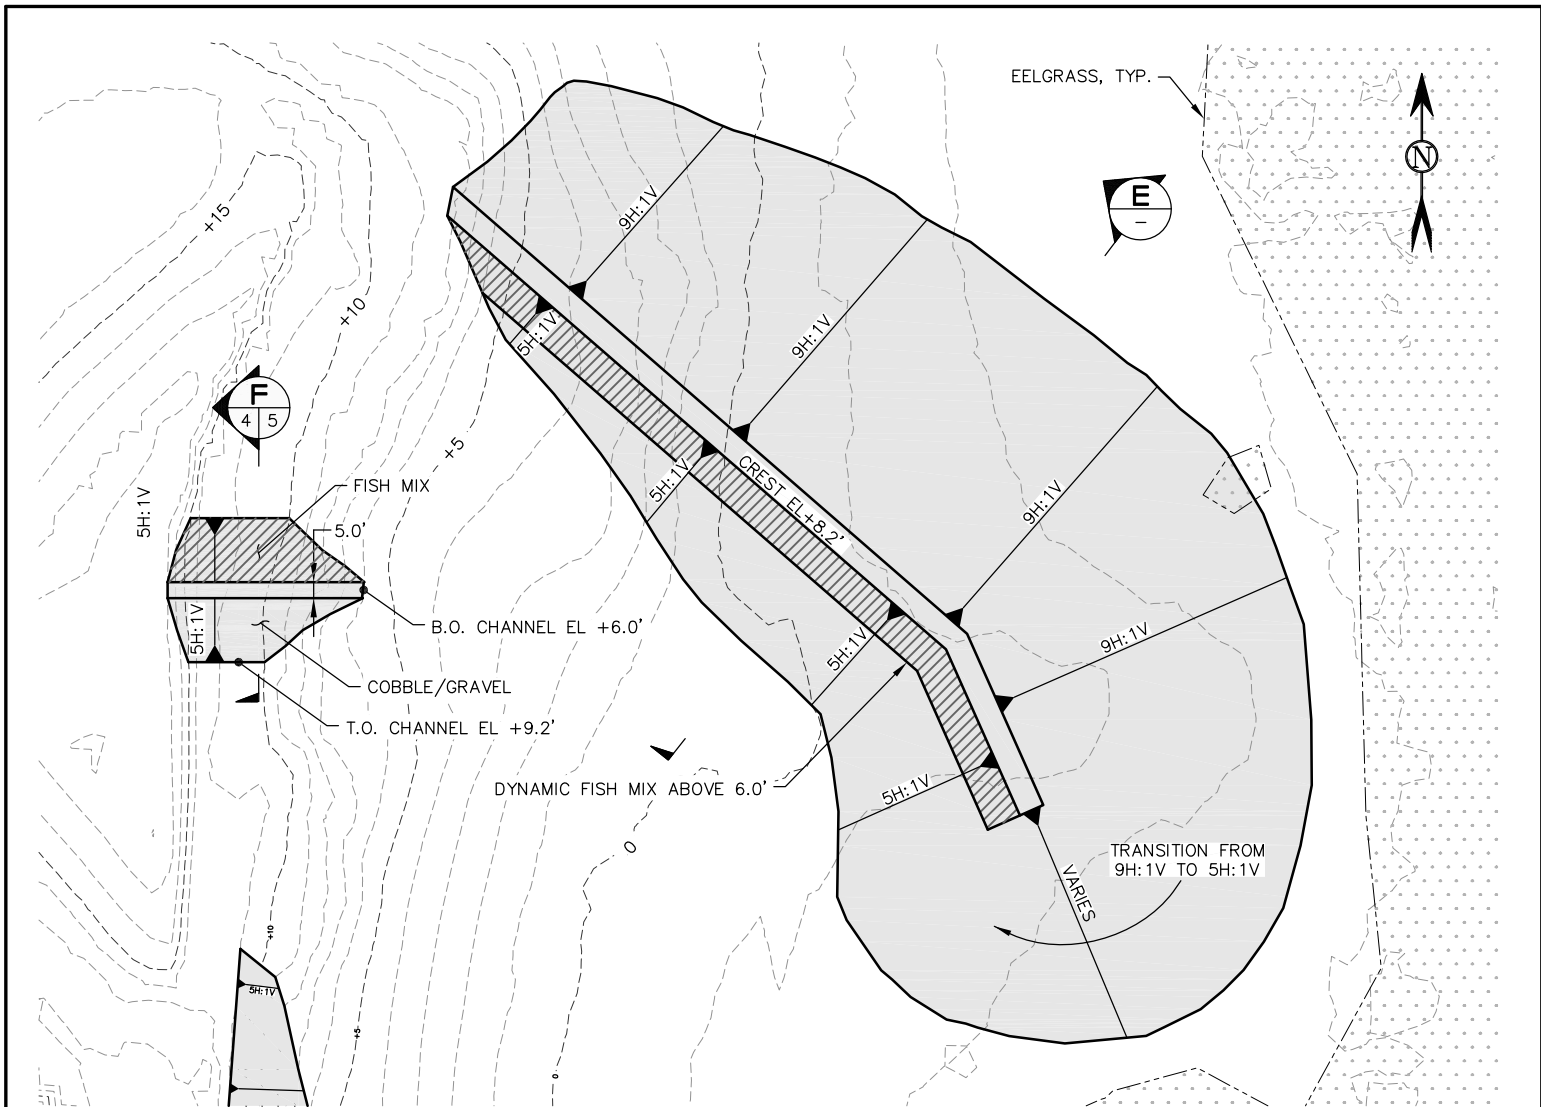 EELGRASS, TYP.
N
E
-
+15
9H:1V
+10
5H:1V
9H:1V
F
4 5
+5
CREST EL+8.2'
5H:1V
5H:1V
FISH MIX
9H:1V
5.0'
5H:1V
B.O. CHANNEL EL +6.0'
5H:1V
9H:1V
COBBLE/GRAVEL
T.O. CHANNEL EL +9.2'
DYNAMIC FISH MIX ABOVE 6.0'
5H:1V
0
TRANSITION FROM
9H:1V TO 5H:1V
VARIES
+10
5H:1V
+5
0